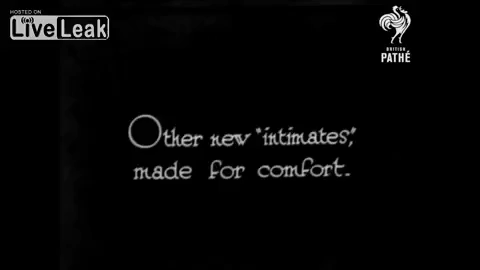 HOSTED ON
LiveLeak
BRITISH
PATHÉ
Other new "intimates,"
made for comfort.